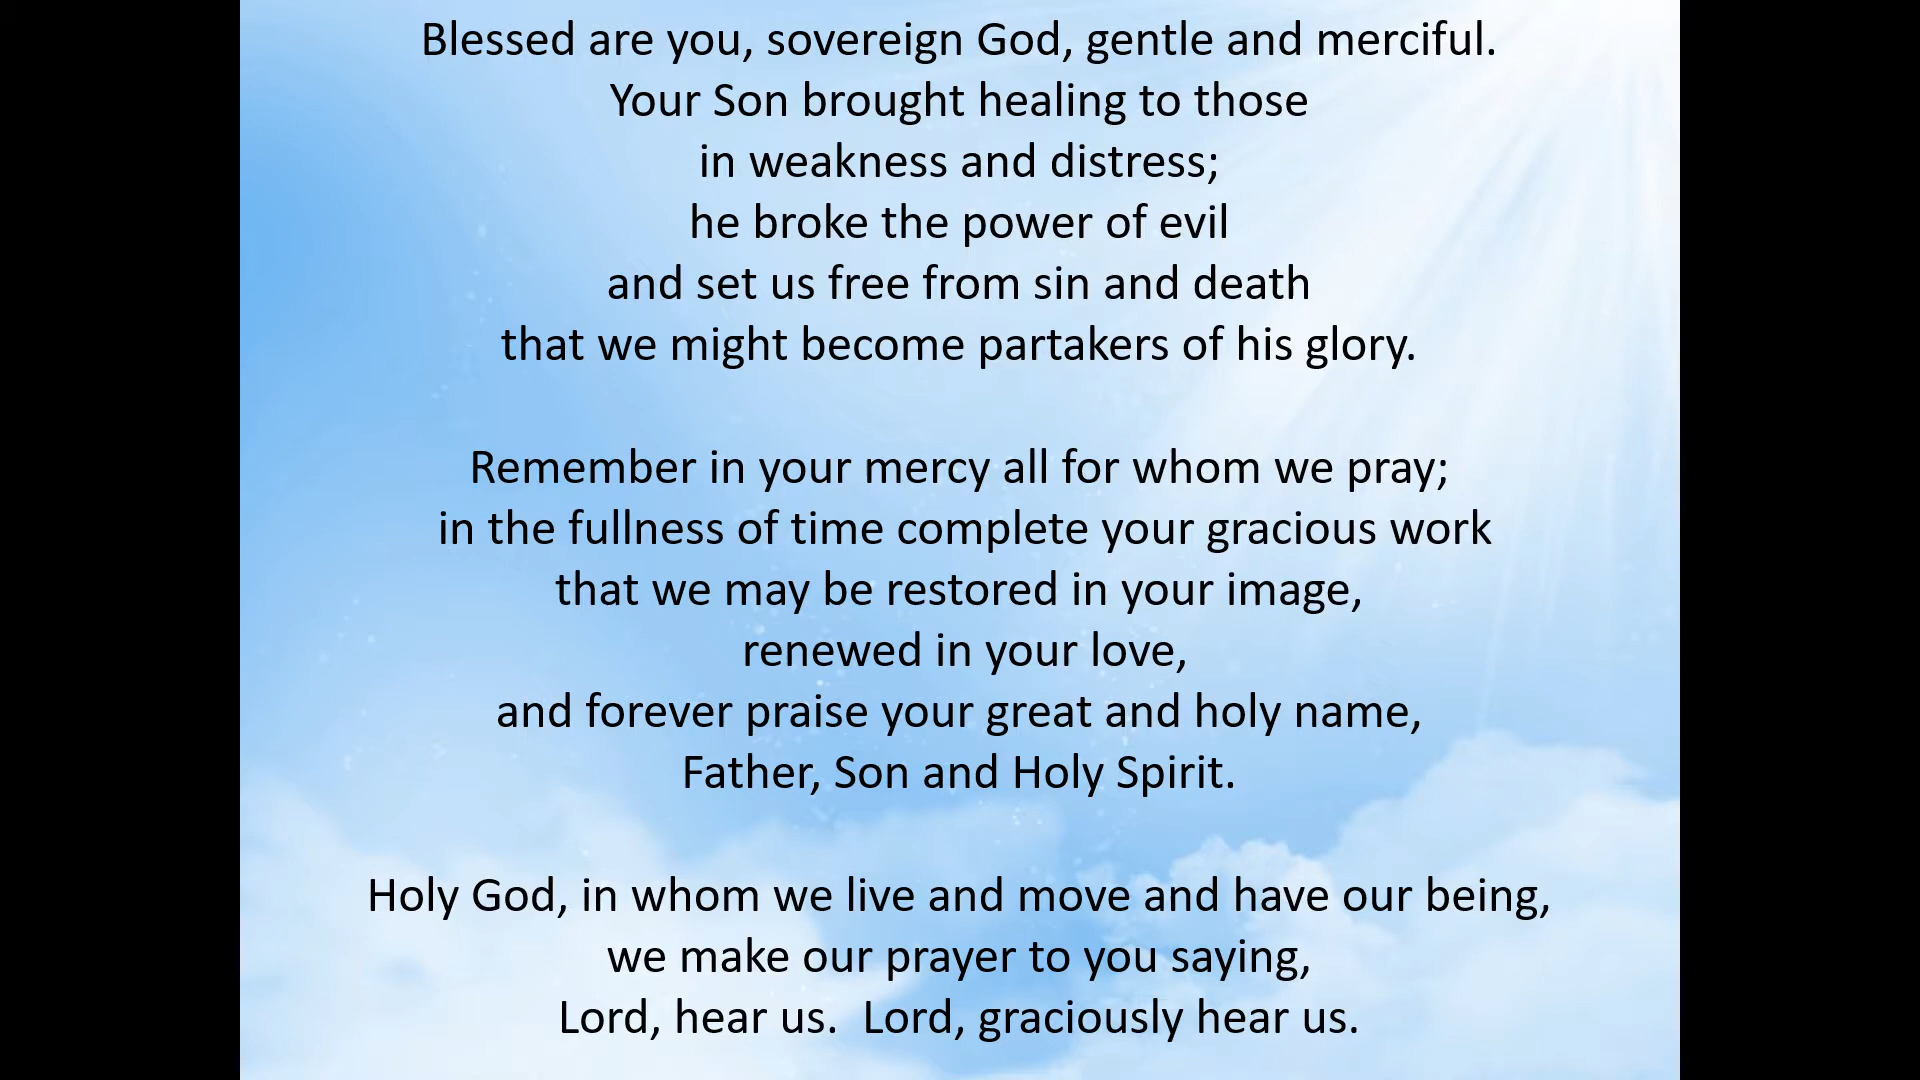 Blessed are you, sovereign God, gentle and merciful.
Your Son brought healing to those
in weakness and distress;
he broke the power of evil
and set us free from sin and death
that we might become partakers of his glory.
Remember in your mercy all for whom we pray;
in the fullness of time complete your gracious work
that we may be restored in your image,
renewed in your love,
and forever praise your great and holy name,
Father, Son and Holy Spirit.
Holy God, in whom we live and move and have our being,
we make our prayer to you saying,
Lord, hear us.  Lord, graciously hear us.